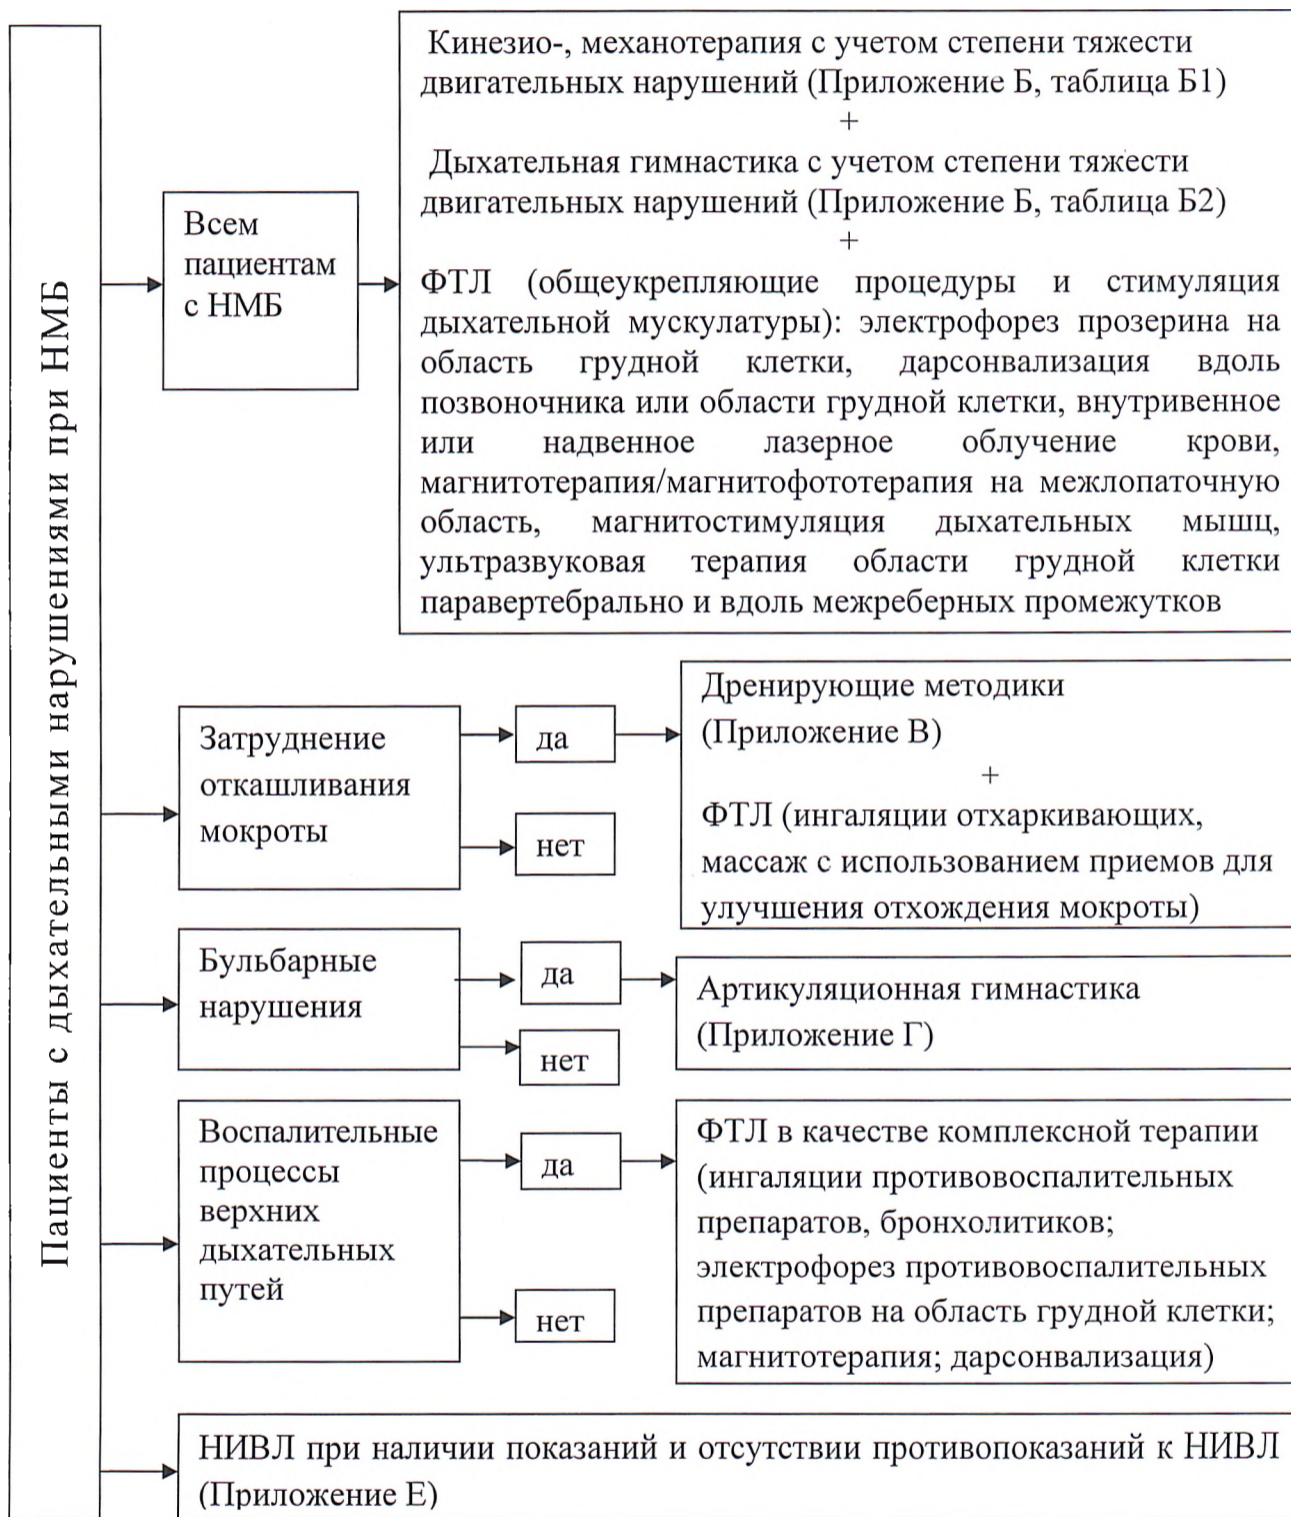 Пациенты с дыхательными нарушениями при НМБ
Всем
пациентам
с НМБ
Кинезио-, механотерапия с учетом степени тяжести
двигательных нарушений (Приложение Б, таблица Б1)
+
Дыхательная гимнастика с учетом степени тяжести
двигательных нарушений (Приложение Б, таблица Б2)
+
ФТЛ (общеукрепляющие процедуры и стимуляция
дыхательной мускулатуры): электрофорез прозерина на
область грудной клетки, дарсонвализация вдоль
позвоночника или области грудной клетки, внутривенное
или надвенное лазерное облучение крови,
магнитотерапия/магнитофототерапия на межлопаточную
область, магнитостимуляция дыхательных мышц,
ультразвуковая терапия области грудной клетки
паравертебрально и вдоль межреберных промежутков
Затруднение
откашливания
мокроты
да
нет
Дренирующие методики
(Приложение В)
+
ФТЛ (ингаляции отхаркивающих,
массаж с использованием приемов для
улучшения отхождения мокроты)
Бульбарные
нарушения
да
нет
Артикуляционная гимнастика
(Приложение Г)
Воспалительные
процессы
верхних
дыхательных
путей
да
нет
ФТЛ в качестве комплексной терапии
(ингаляции противовоспалительных
препаратов, бронхолитиков;
электрофорез противовоспалительных
препаратов на область грудной клетки;
магнитотерапия; дарсонвализация)
НИВЛ при наличии показаний и отсутствии противопоказаний к НИВЛ
(Приложение Е)